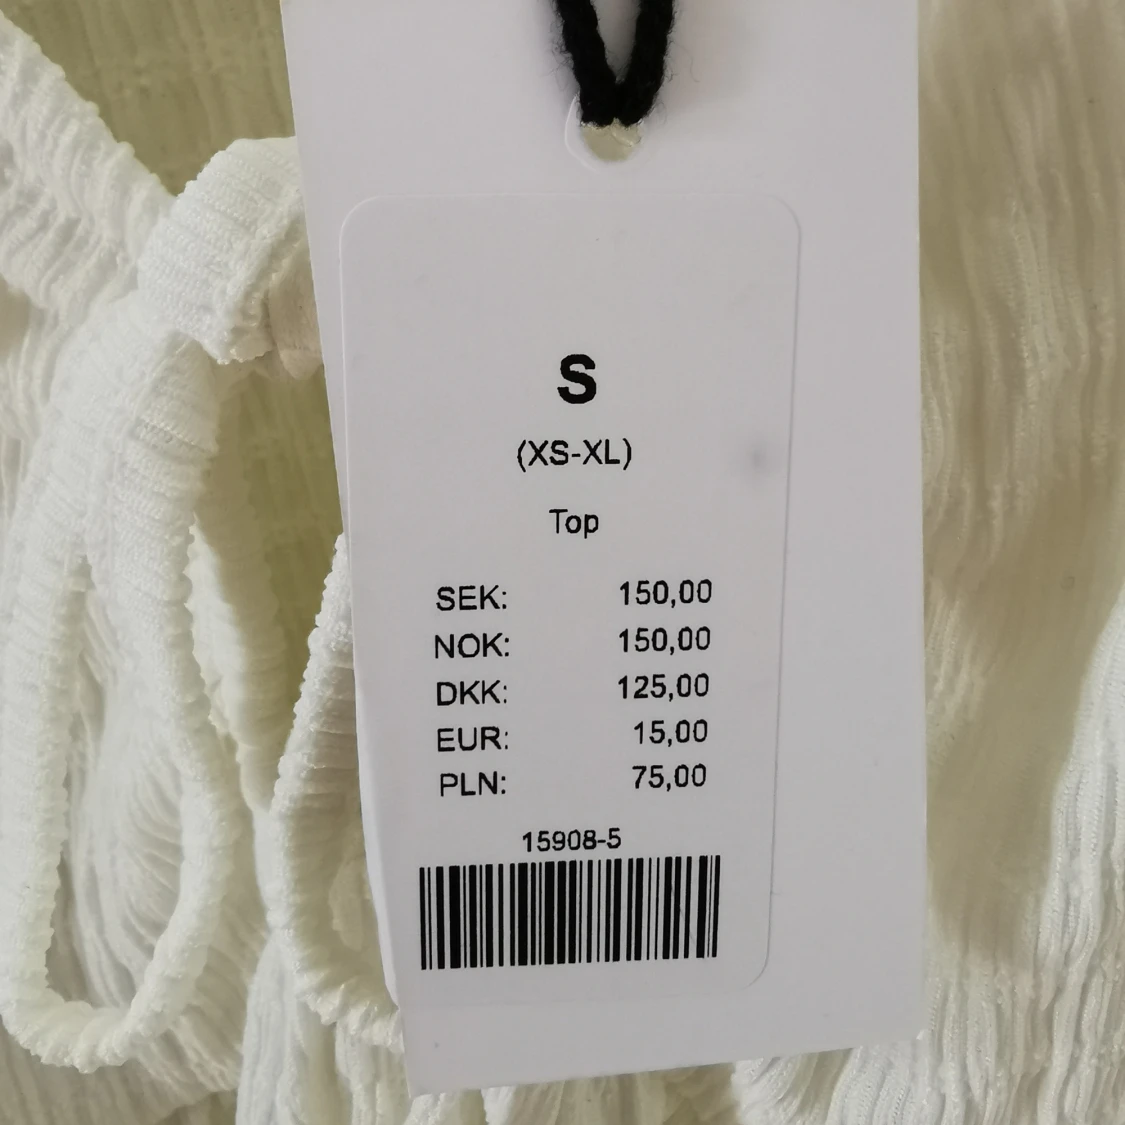 S
(XS-XL)
Top
SEK: 150,00
NOK: 150,00
DKK: 125,00
EUR: 15,00
PLN: 75,00
15908-5